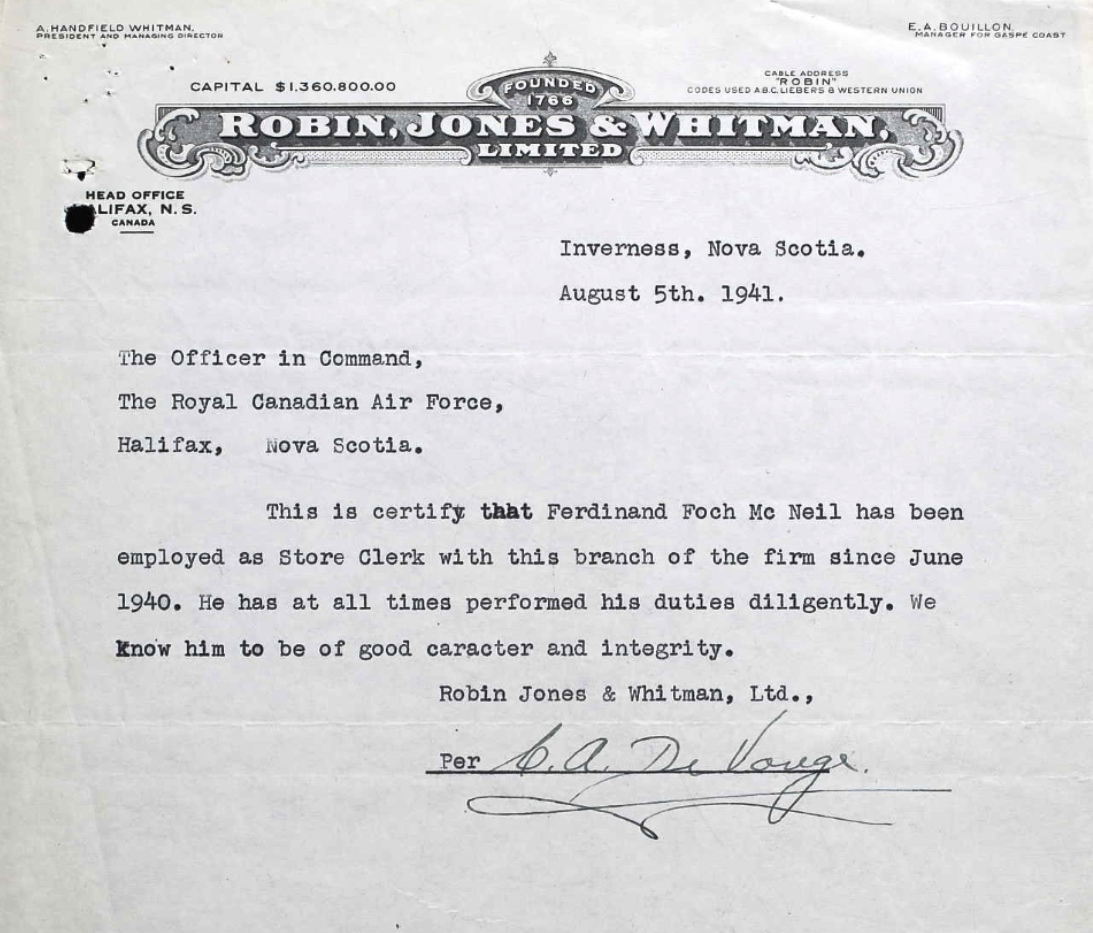 A. HANDFIELD WHITMAN.
PRESIDENT AND MANAGING DIRECTOR
E. A. BOUILLON.
MANAGER FOR GASPE COAST
CAPITAL $1,360,800.00
FOUNDED
1766
CABLE ADDRESS
"ROBIN"
CODES USED A.B.C. LIEBERS & WESTERN UNION
ROBIN, JONES & WHITMAN,
LIMITED
HEAD OFFICE
ALIFAX, N. S.
CANADA
Inverness, Nova Scotia.
August 5th. 1941.
The Officer in Command,
The Royal Canadian Air Force,
Halifax, Nova Scotia.
This is certify that Ferdinand Foch Mc Neil has been
employed as Store Clerk with this branch of the firm since June
1940. He has at all times performed his duties diligently. We
know him to be of good caracter and integrity.
Robin Jones & Whitman, Ltd.,
Per